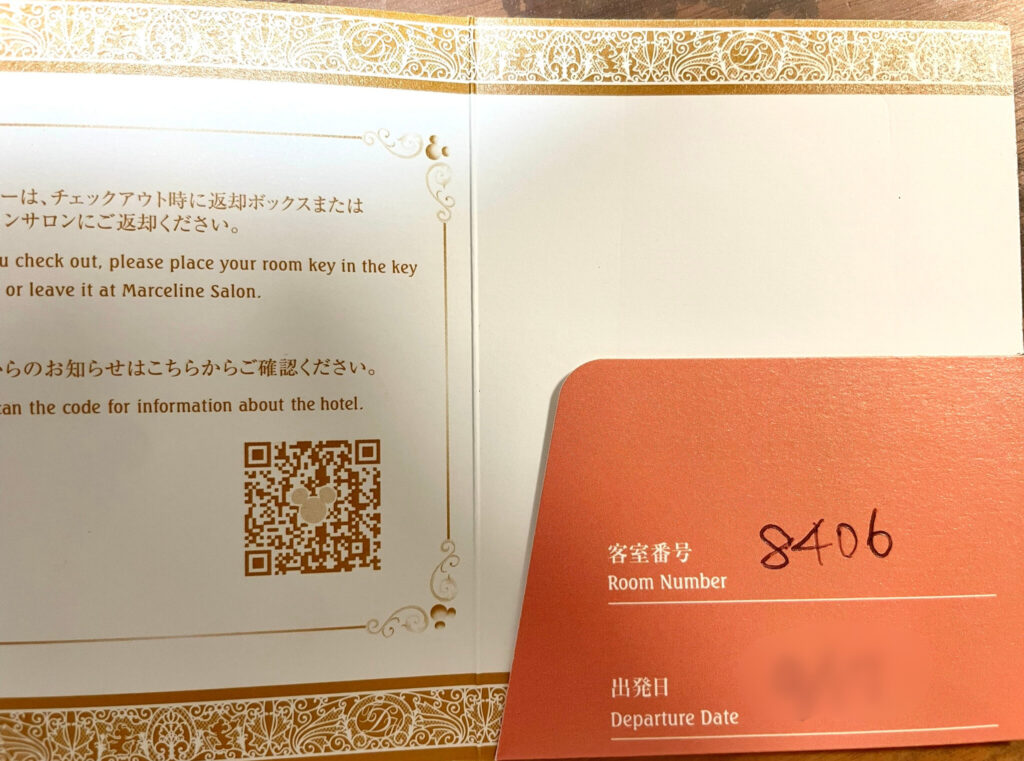 ーは、チェックアウト時に返却ボックスまたは
ンサロンにご返却ください。
u check out, please place your room key in the key
or leave it at Marceline Salon.
らのお知らせはこちらからご確認ください。
can the code for information about the hotel.
客室番号 8406
Room Number
出発日
Departure Date